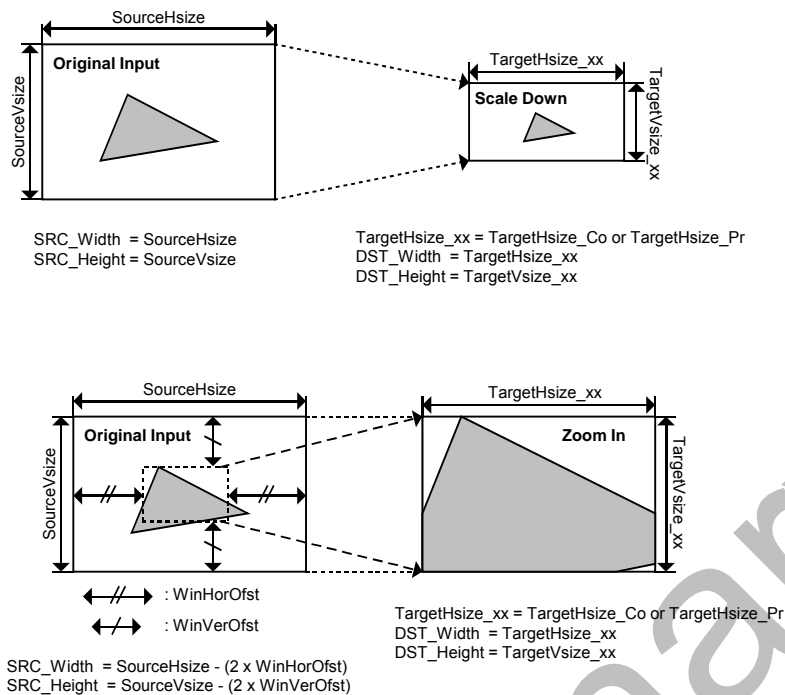 SourceHsize
SourceVsize
Original Input
TargetHsize_xx
Scale Down
TargetVsize_xx
SRC_Width = SourceHsize
SRC_Height = SourceVsize
TargetHsize_xx = TargetHsize_Co or TargetHsize_Pr
DST_Width = TargetHsize_xx
DST_Height = TargetVsize_xx
SourceHsize
SourceVsize
Original Input
TargetHsize_xx
Zoom In
TargetVsize_xx
: WinHorOfst
: WinVerOfst
SRC_Width = SourceHsize - (2 x WinHorOfst)
SRC_Height = SourceVsize - (2 x WinVerOfst)
TargetHsize_xx = TargetHsize_Co or TargetHsize_Pr
DST_Width = TargetHsize_xx
DST_Height = TargetVsize_xx